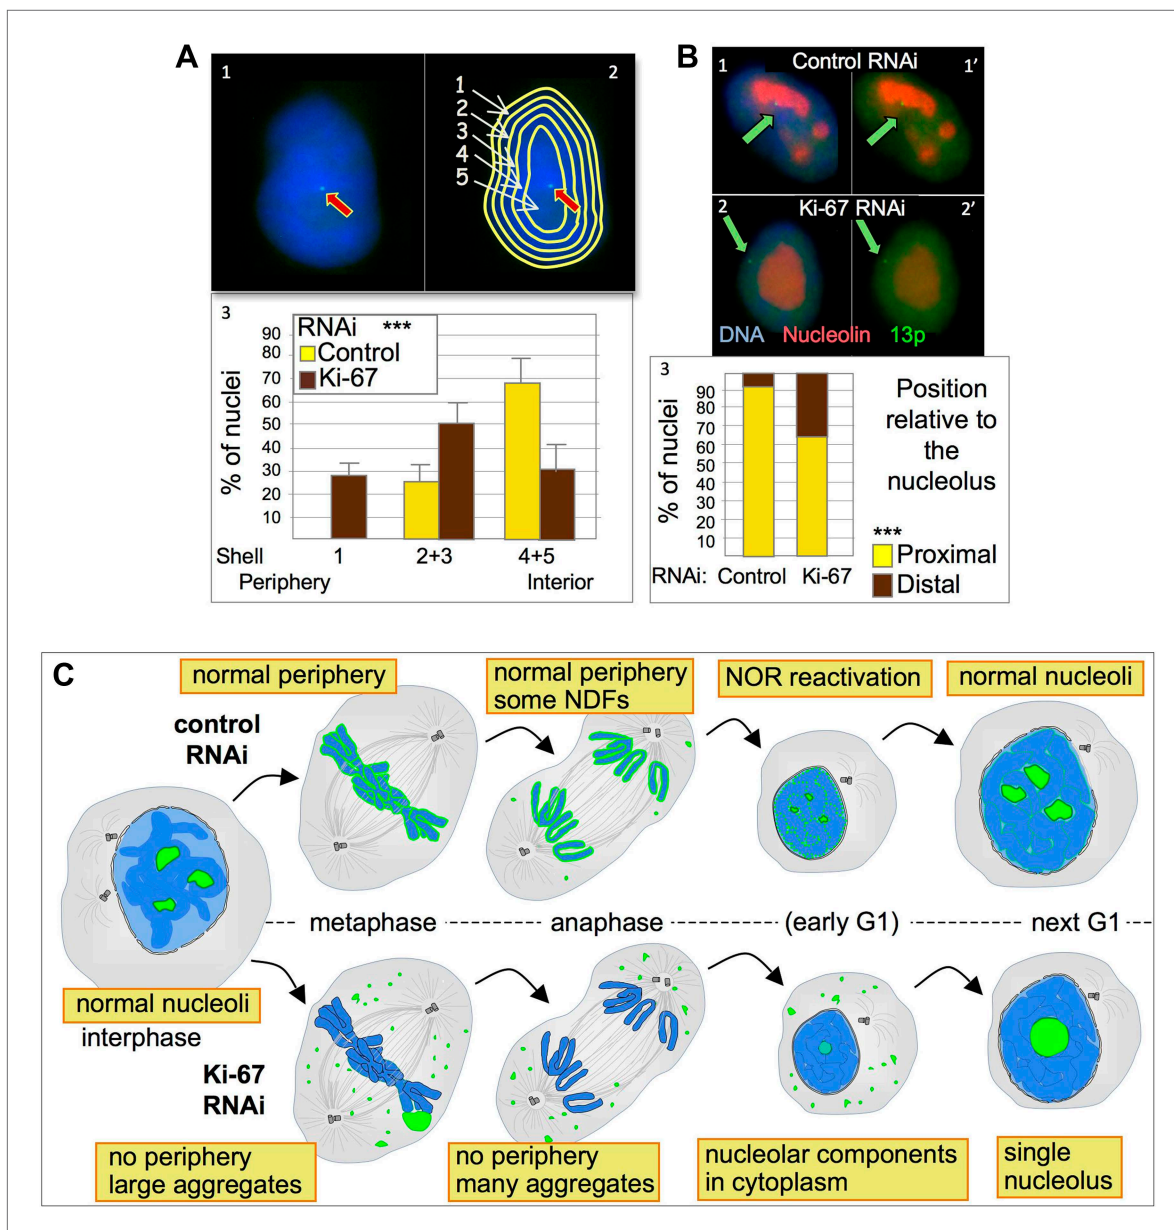 A
1
2
1
2
3
4
5
3
RNAi ***
Control
Ki-67
% of nuclei
90
80
70
60
50
40
30
20
10
Shell 1 2+3 4+5
Periphery Interior
B
1 Control RNAi 1’
2 Ki-67 RNAi 2’
DNA Nucleolin 13p
3
% of nuclei
90
80
70
60
50
40
30
20
10
RNAi: Control Ki-67
Position
relative to
the
nucleolus
***
Proximal
Distal
C
normal periphery
normal periphery
some NDFs
NOR reactivation
normal nucleoli
control
RNAi
metaphase
anaphase
(early G1)
next G1
normal nucleoli
interphase
Ki-67
RNAi
no periphery
large aggregates
no periphery
many aggregates
nucleolar components
in cytoplasm
single
nucleolus